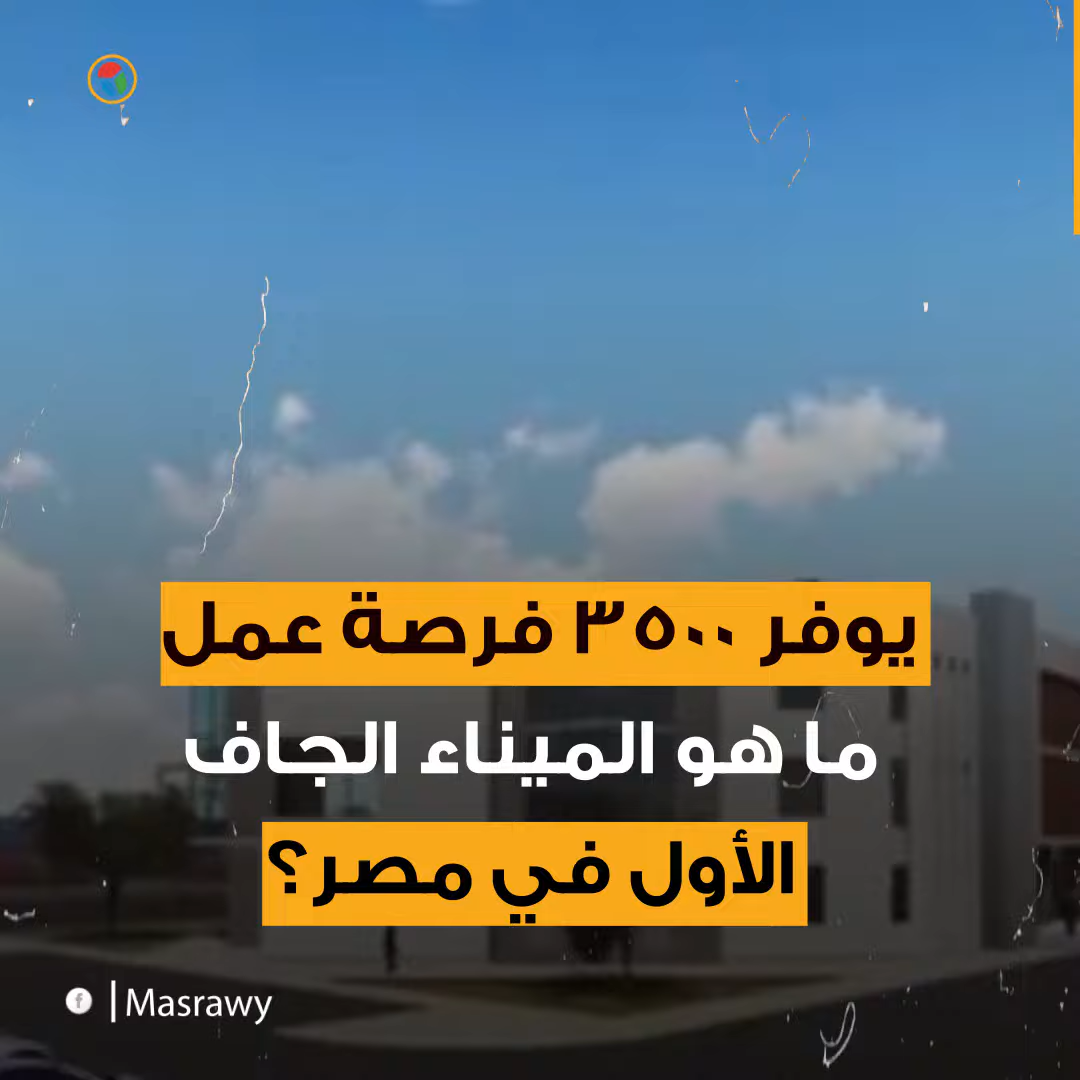 يوفر ٣٥٠٠ فرصة عمل
ما هو الميناء الجاف
الأول في مصر؟
f | Masrawy